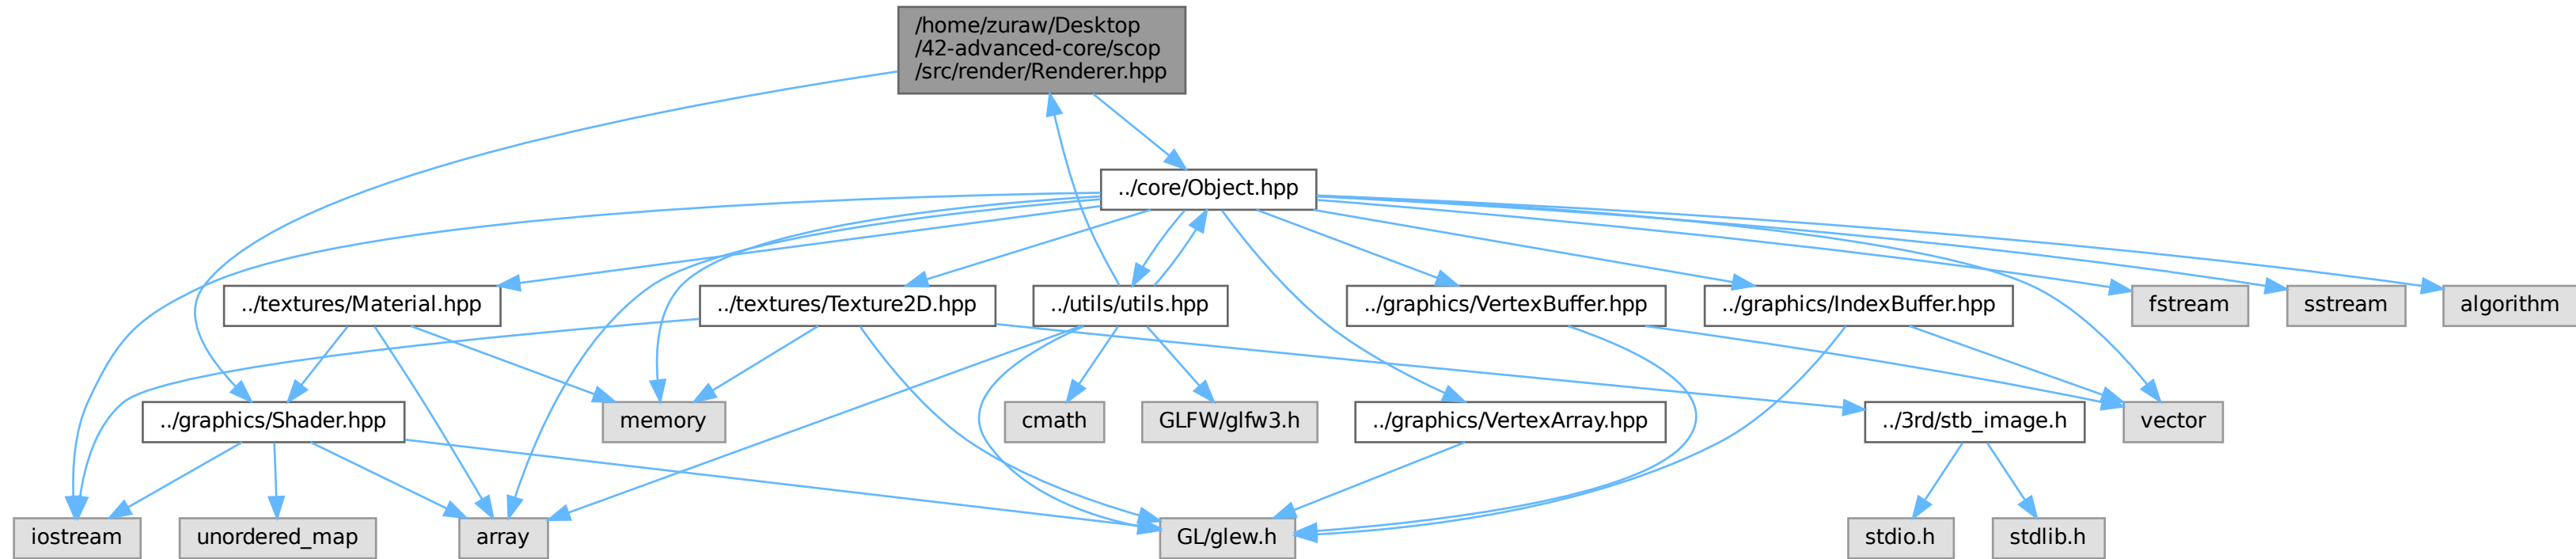 /home/zuraw/Desktop
/42-advanced-core/scop
/src/render/Renderer.hpp
../core/Object.hpp
../textures/Material.hpp
../textures/Texture2D.hpp
../utils/utils.hpp
../graphics/VertexBuffer.hpp
../graphics/IndexBuffer.hpp
fstream
sstream
algorithm
../graphics/Shader.hpp
memory
cmath
GLFW/glfw3.h
../graphics/VertexArray.hpp
../3rd/stb_image.h
vector
iostream
unordered_map
array
GL/glew.h
stdio.h
stdlib.h